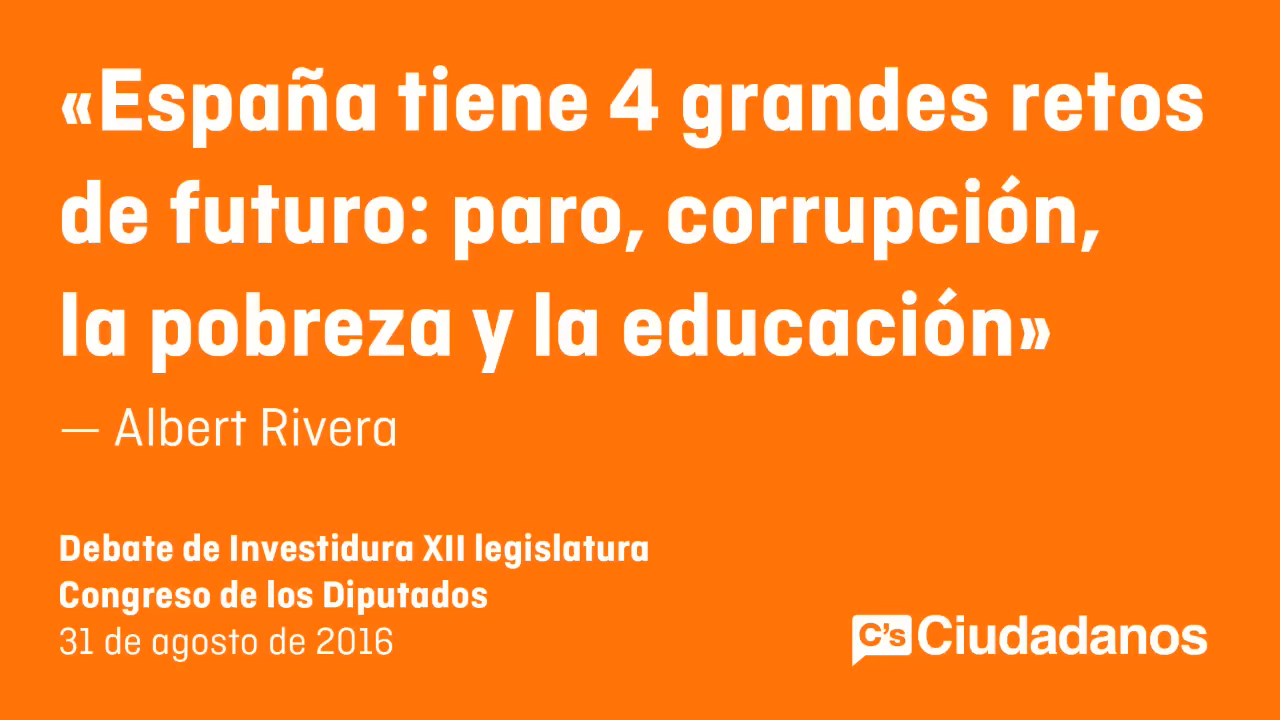 «España tiene 4 grandes retos
de futuro: paro, corrupción,
la pobreza y la educación»
— Albert Rivera
Debate de Investidura XII legislatura
Congreso de los Diputados
31 de agosto de 2016
C's Ciudadanos